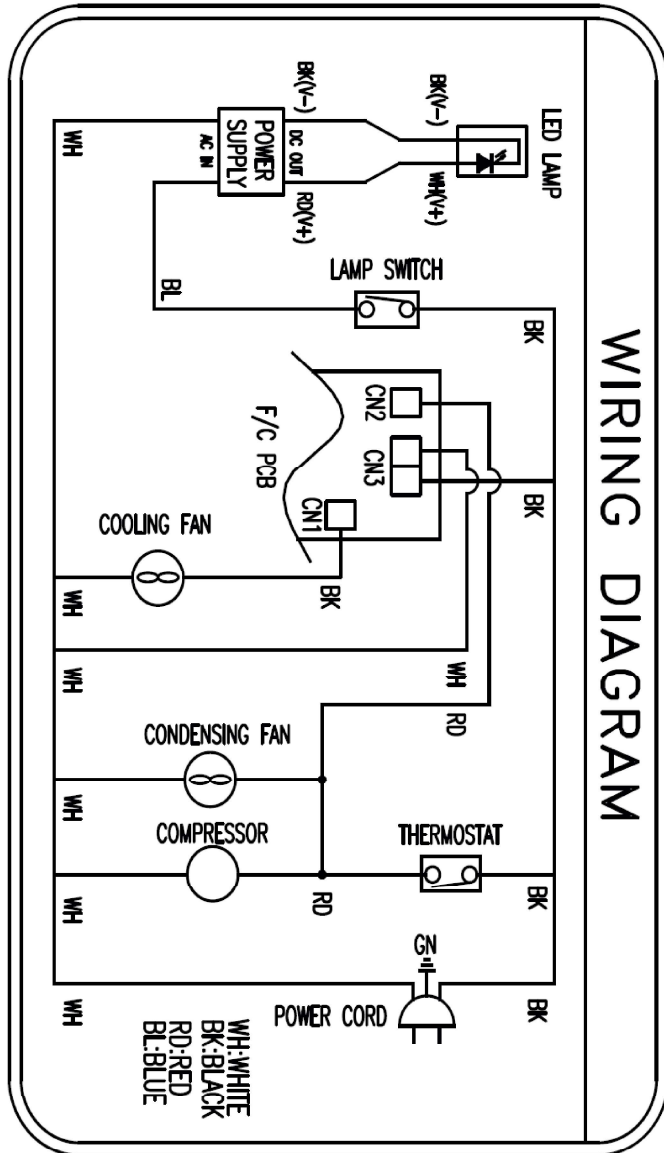 WIRING DIAGRAM
LED LAMP
BK(V-)
WH(V+)
BK(V-)
RD(V+)
DC OUT
POWER
SUPPLY
AC IN
WH
BL
LAMP SWITCH
BK
CN2
CN3
CN1
F/C PCB
BK
COOLING FAN
WH
BK
WH
WH
RD
CONDENSING FAN
WH
COMPRESSOR
THERMOSTAT
WH
RD
BK
GN
POWER CORD
WH
BK
WH:WHITE
BK:BLACK
RD:RED
BL:BLUE